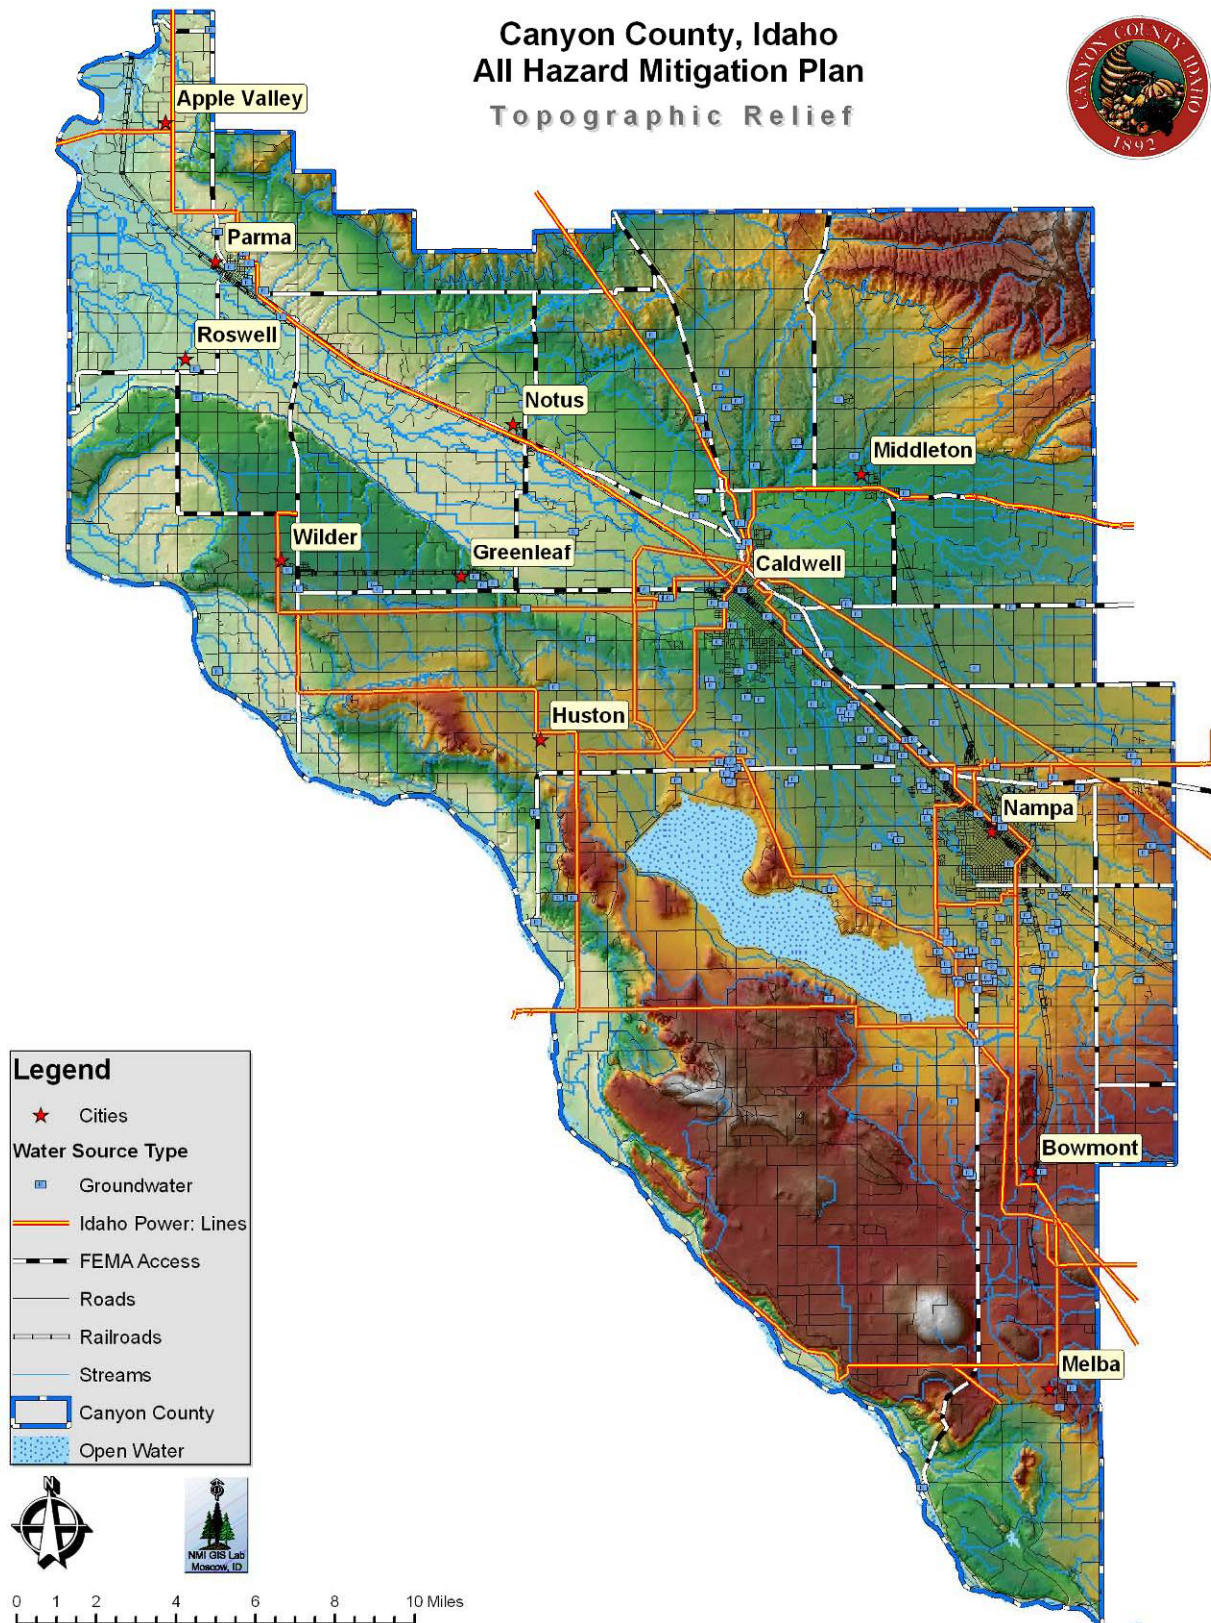 Canyon County, Idaho
All Hazard Mitigation Plan
Topographic Relief
CANYON COUNTY IDAHO
1892
Apple Valley
Parma
Roswell
Notus
Middleton
Wilder
Greenleaf
Caldwell
Huston
Nampa
Bowmont
Melba
Legend
Cities
Water Source Type
Groundwater
Idaho Power: Lines
FEMA Access
Roads
Railroads
Streams
Canyon County
Open Water
N
NMI GIS Lab
Moscow, ID
0 1 2 4 6 8 10 Miles